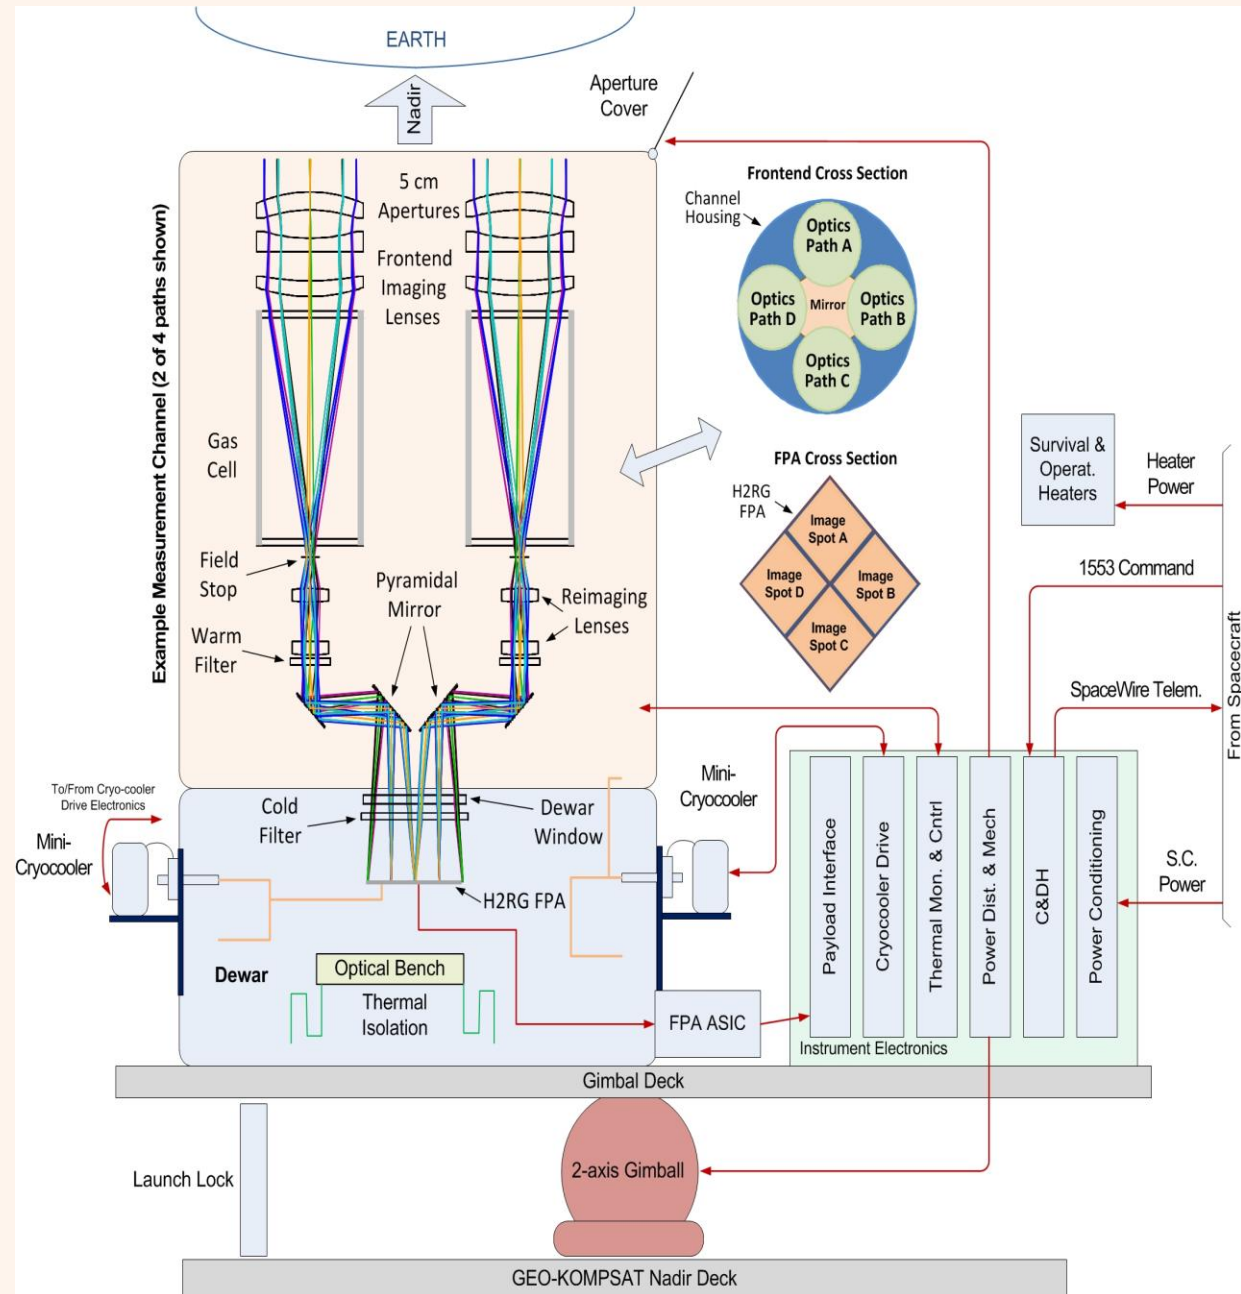 EARTH
Nadir
Aperture
Cover
Example Measurement Channel (2 of 4 paths shown)
5 cm
Apertures
Frontend
Imaging
Lenses
Gas
Cell
Field
Stop
Warm
Filter
Pyramidal
Mirror
Reimaging
Lenses
Frontend Cross Section
Channel
Housing
Optics
Path A
Optics
Path D
Mirror
Optics
Path B
Optics
Path C
FPA Cross Section
H2RG
FPA
Image
Spot A
Image
Spot D
Image
Spot B
Image
Spot C
Survival &
Operat.
Heaters
Heater
Power
1553 Command
SpaceWire Telem.
From Spacecraft
S.C.
Power
To/From Cryo-cooler
Drive Electronics
Mini-
Cryocooler
Cold
Filter
Dewar
Window
Mini-
Cryocooler
H2RG FPA
Dewar
Optical Bench
Thermal
Isolation
FPA ASIC
Payload Interface
Cryocooler Drive
Thermal Mon. & Cntrl
Power Dist. & Mech
C&DH
Power Conditioning
Instrument Electronics
Gimbal Deck
Launch Lock
2-axis Gimball
GEO-KOMPSAT Nadir Deck